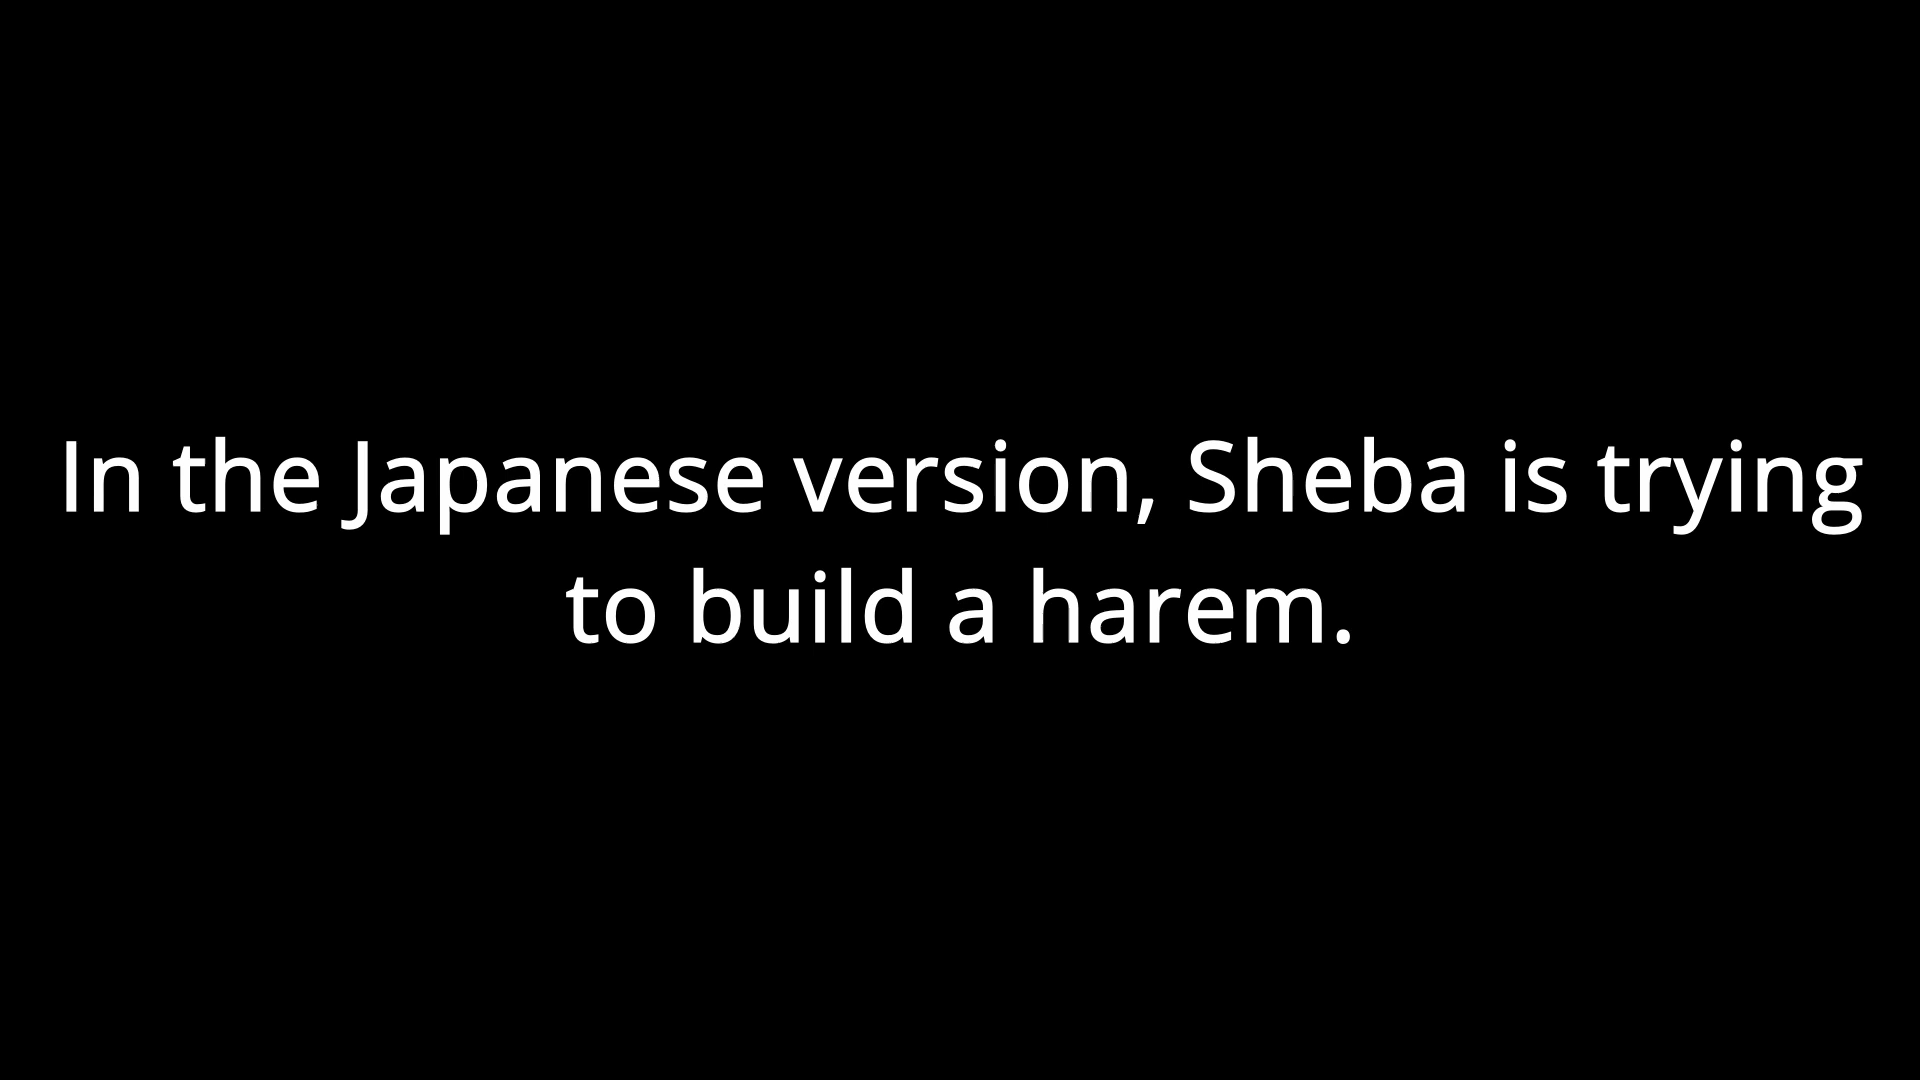 In the Japanese version, Sheba is trying
to build a harem.